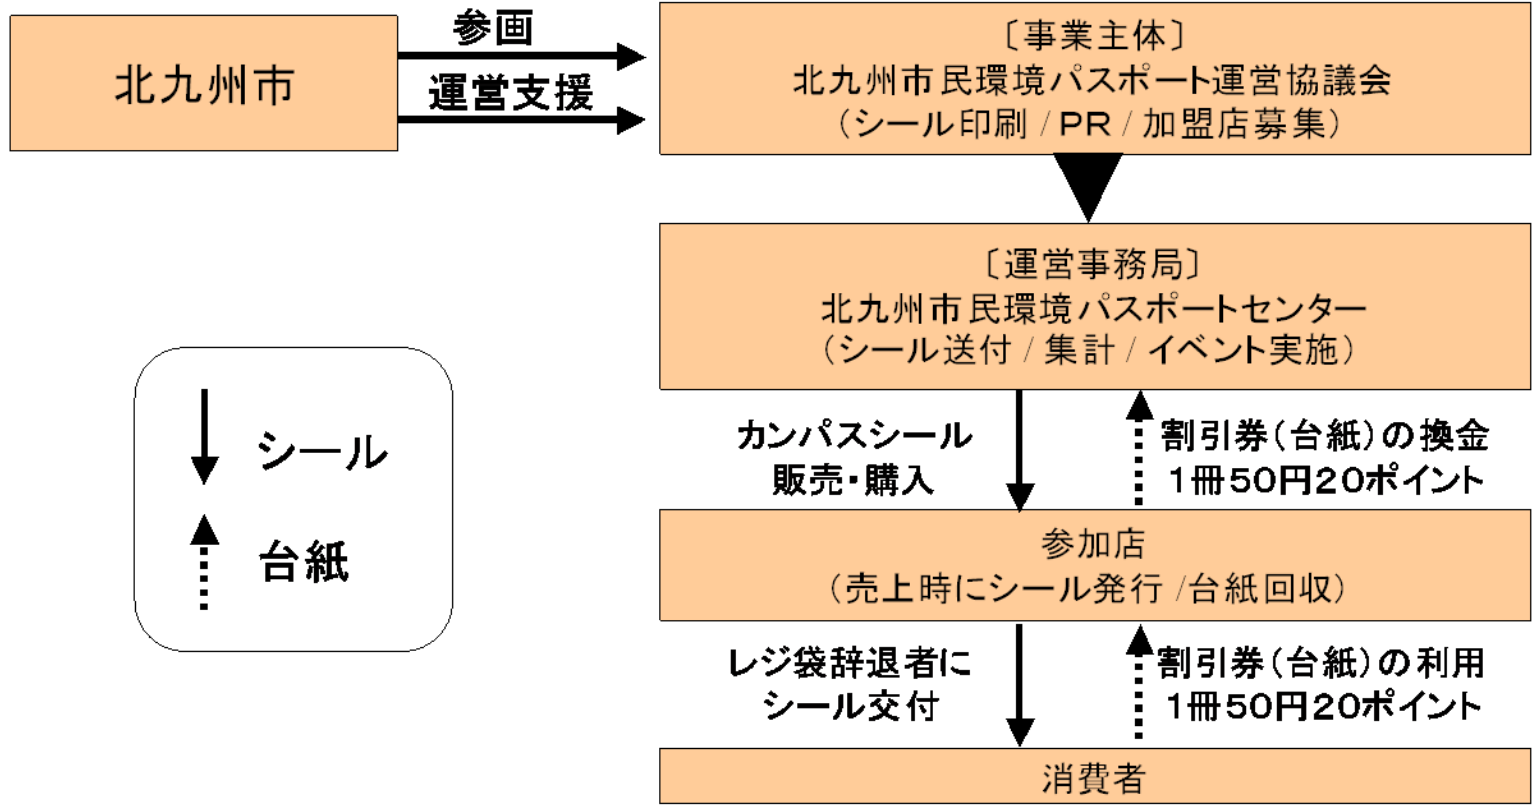 北九州市
参画
運営支援
〔事業主体〕
北九州市民環境パスポート運営協議会
（シール印刷 / PR / 加盟店募集）
〔運営事務局〕
北九州市民環境パスポートセンター
（シール送付 / 集計 / イベント実施）
シール
台紙
カンパスシール
販売・購入
割引券（台紙）の換金
1冊50円20ポイント
参加店
（売上時にシール発行 /台紙回収）
レジ袋辞退者に
シール交付
割引券（台紙）の利用
1冊50円20ポイント
消費者